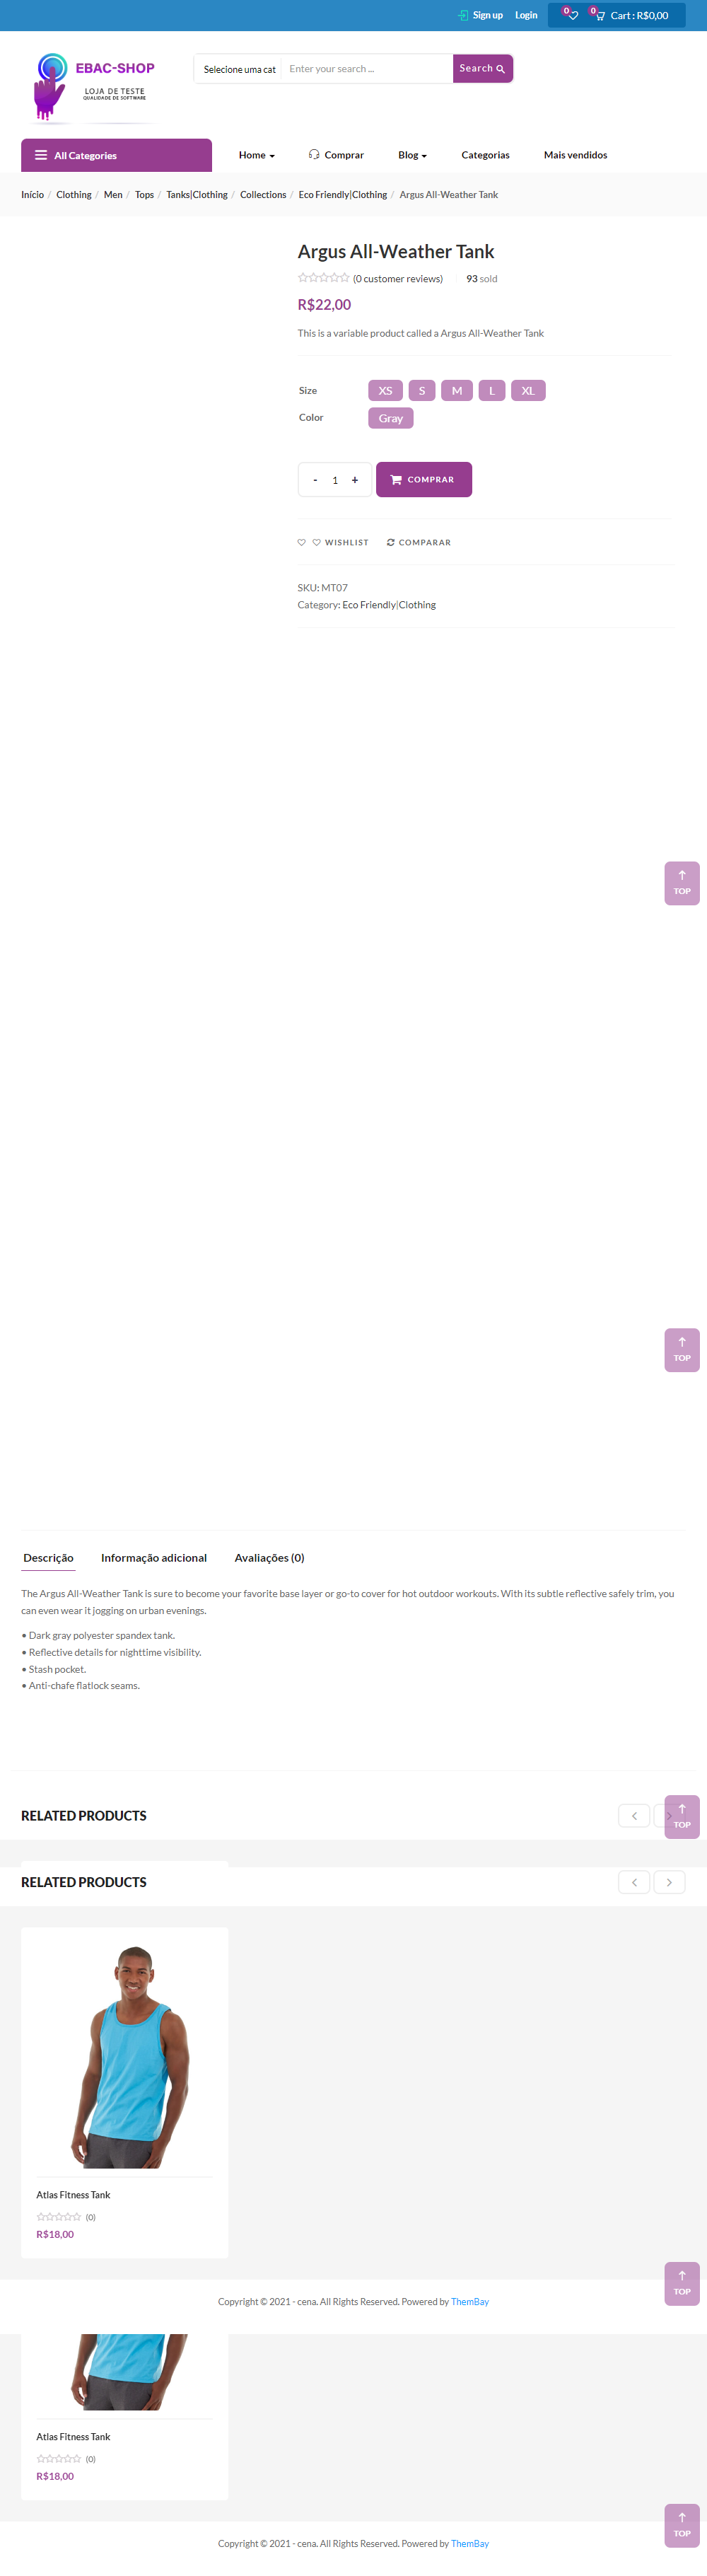 Sign up Login 0 0 Cart : R$0,00
EBAC-SHOP
LOJA DE TESTE
QUALIDADE DE SOFTWARE
Selecione uma cat Enter your search ... Search
All Categories Home Comprar Blog Categorias Mais vendidos
Início / Clothing / Men / Tops / Tanks|Clothing / Collections / Eco Friendly|Clothing / Argus All-Weather Tank
Argus All-Weather Tank
(0 customer reviews) 93 sold
R$22,00
This is a variable product called a Argus All-Weather Tank
Size XS S M L XL
Color Gray
- 1 + COMPRAR
WISHLIST COMPARAR
SKU: MT07
Category: Eco Friendly|Clothing
TOP
TOP
Descrição Informação adicional Avaliações (0)
The Argus All-Weather Tank is sure to become your favorite base layer or go-to cover for hot outdoor workouts. With its subtle reflective safely trim, you
can even wear it jogging on urban evenings.
• Dark gray polyester spandex tank.
• Reflective details for nighttime visibility.
• Stash pocket.
• Anti-chafe flatlock seams.
RELATED PRODUCTS
TOP
RELATED PRODUCTS
Atlas Fitness Tank
(0)
R$18,00
TOP
Copyright © 2021 - cena. All Rights Reserved. Powered by ThemBay
Atlas Fitness Tank
(0)
R$18,00
TOP
Copyright © 2021 - cena. All Rights Reserved. Powered by ThemBay